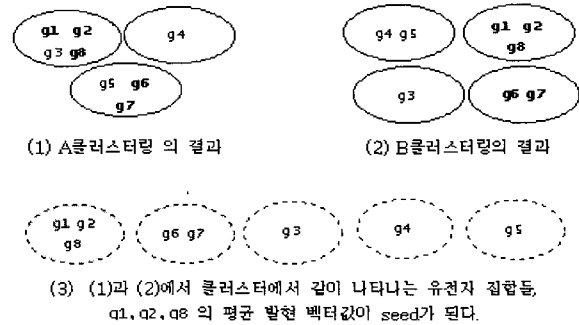 g1 g2
g3 g8
g4
g5 g6
g7
(1) A클러스터링 의 결과
g4 g5
g1 g2
g8
g3
g6 g7
(2) B클러스터링의 결과
g1 g2
g8
g6 g7
g3
g4
g5
(3) (1)과 (2)에서 클러스터에서 같이 나타나는 유전자 집합들,
g1, g2, g8 의 평균 발현 벡터값이 seed가 된다.